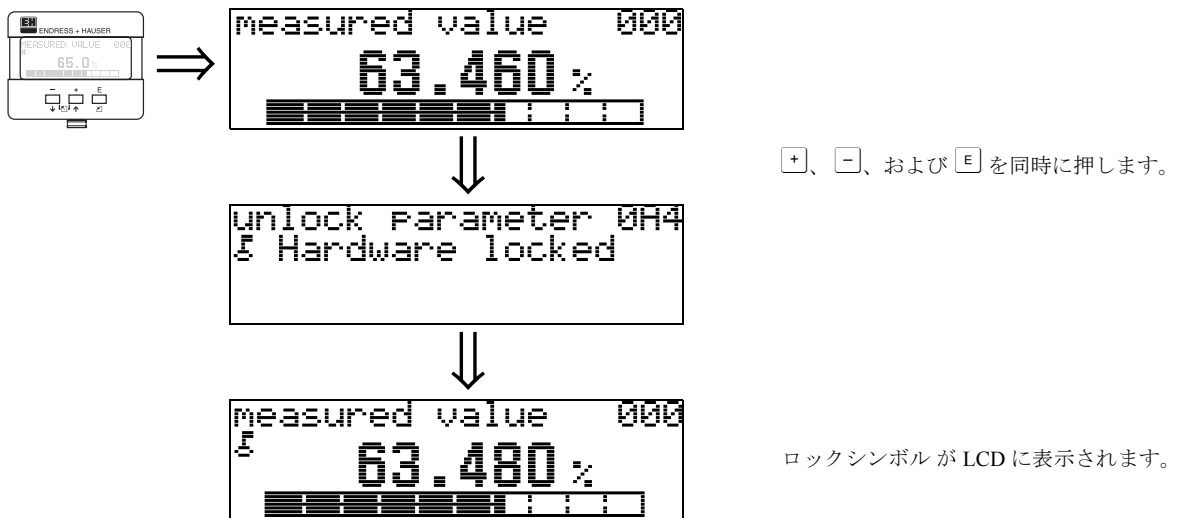 EH
ENDRESS + HAUSER
MEASURED VALUE 000
65.0 %
- + E
measured value 000
63.460 %
+、-、および E を同時に押します。
unlock parameter 0A4
Hardware locked
measured value 000
63.480 %
ロックシンボル が LCD に表示されます。